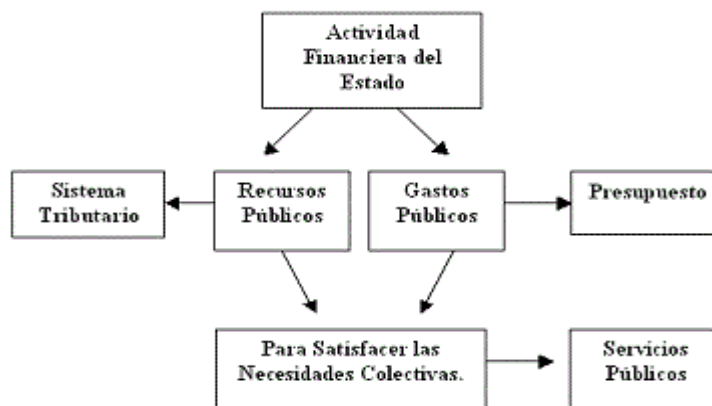 Actividad
Financiera del
Estado
Sistema
Tributario
Recursos
Públicos
Gastos
Públicos
Presupuesto
Para Satisfacer las
Necesidades Colectivas.
Servicios
Públicos